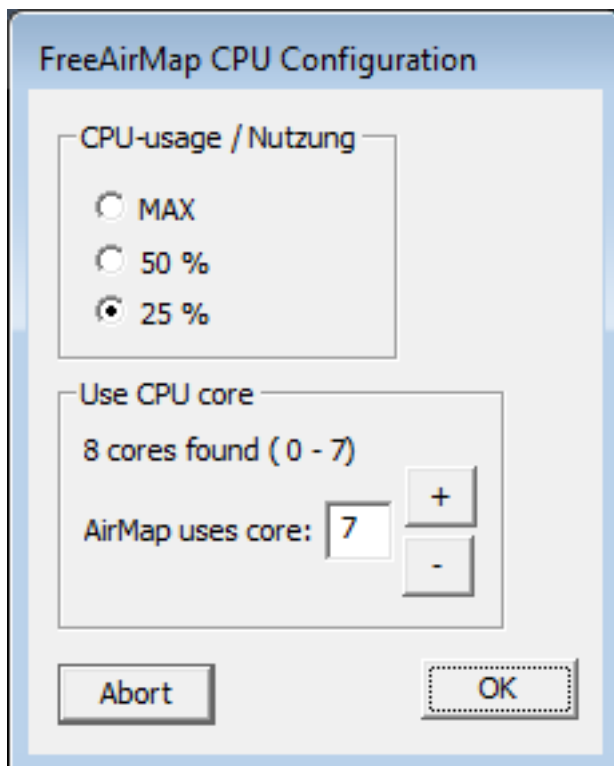 FreeAirMap CPU Configuration
CPU-usage / Nutzung
MAX
50 %
25 %
Use CPU core
8 cores found ( 0 - 7)
+
AirMap uses core: 7
-
Abort
OK